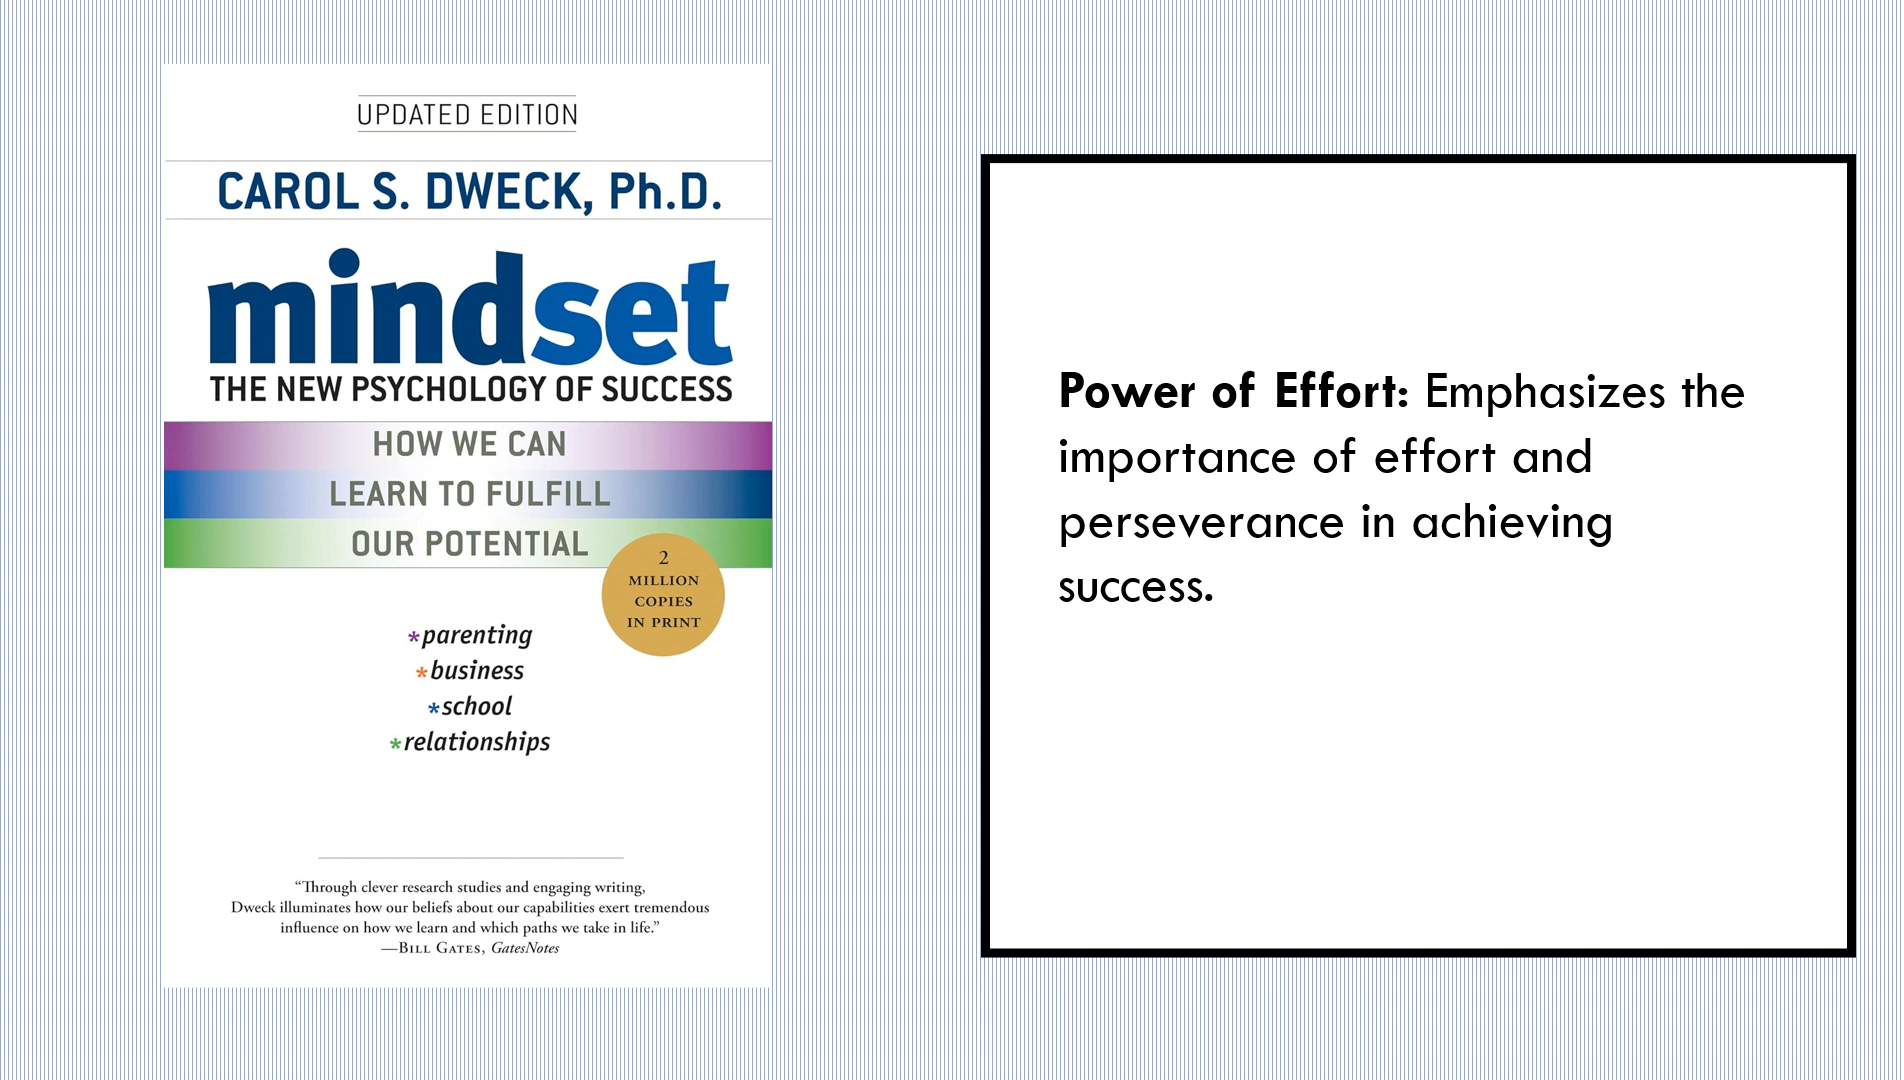 UPDATED EDITION
CAROL S. DWECK, Ph.D.
mindset
THE NEW PSYCHOLOGY OF SUCCESS
HOW WE CAN
LEARN TO FULFILL
OUR POTENTIAL
2
MILLION
COPIES
IN PRINT
*parenting
*business
*school
*relationships
“Through clever research studies and engaging writing,
Dweck illuminates how our beliefs about our capabilities exert tremendous
influence on how we learn and which paths we take in life.”
—BILL GATES, GatesNotes
Power of Effort: Emphasizes the
importance of effort and
perseverance in achieving
success.